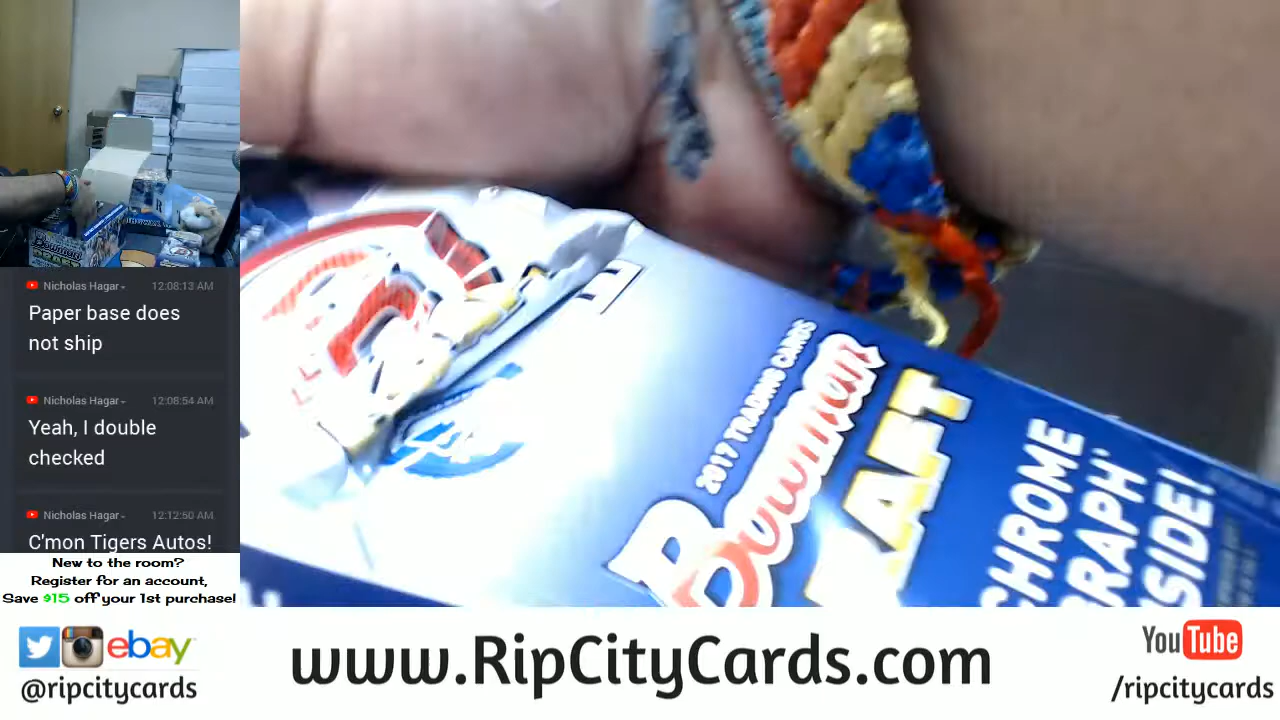 Nicholas Hagar
12:08:13 AM
Paper base does
not ship
Nicholas Hagar
12:08:54 AM
Yeah, I double
checked
Nicholas Hagar
12:12:50 AM
C'mon Tigers Autos!
New to the room?
Register for an account,
Save $15 off your 1st purchase!
ebay
@ripcitycards
www.RipCityCards.com
YouTube
/ripcitycards
2017 TRADING CARDS
Bowman
CHROME
Bowman